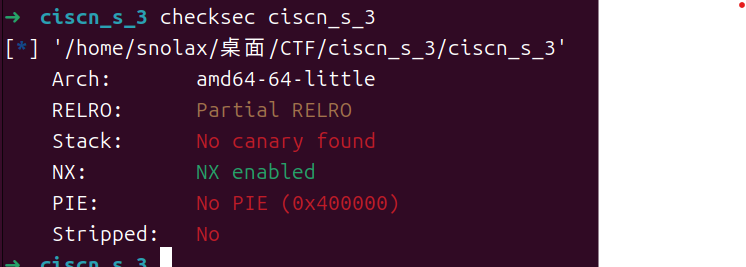 ➜ ciscn_s_3 checksec ciscn_s_3
[*] '/home/snolax/桌面/CTF/ciscn_s_3/ciscn_s_3'
Arch: amd64-64-little
RELRO: Partial RELRO
Stack: No canary found
NX: NX enabled
PIE: No PIE (0x400000)
Stripped: No
➜ ciscn_s_3